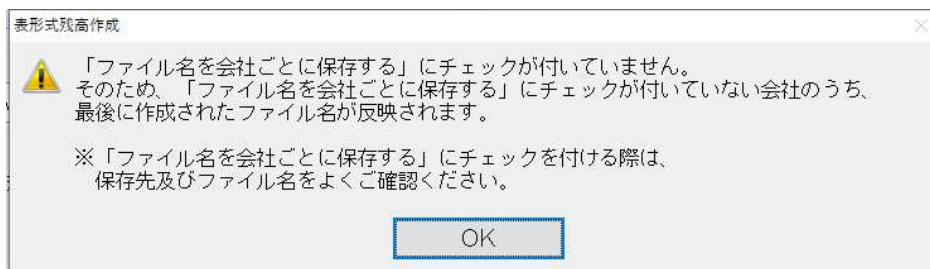 表形式残高作成
「ファイル名を会社ごとに保存する」にチェックが付いていません。
そのため、「ファイル名を会社ごとに保存する」にチェックが付いていない会社のうち、
最後に作成されたファイル名が反映されます。
※「ファイル名を会社ごとに保存する」にチェックを付ける際は、
保存先及びファイル名をよくご確認ください。
OK